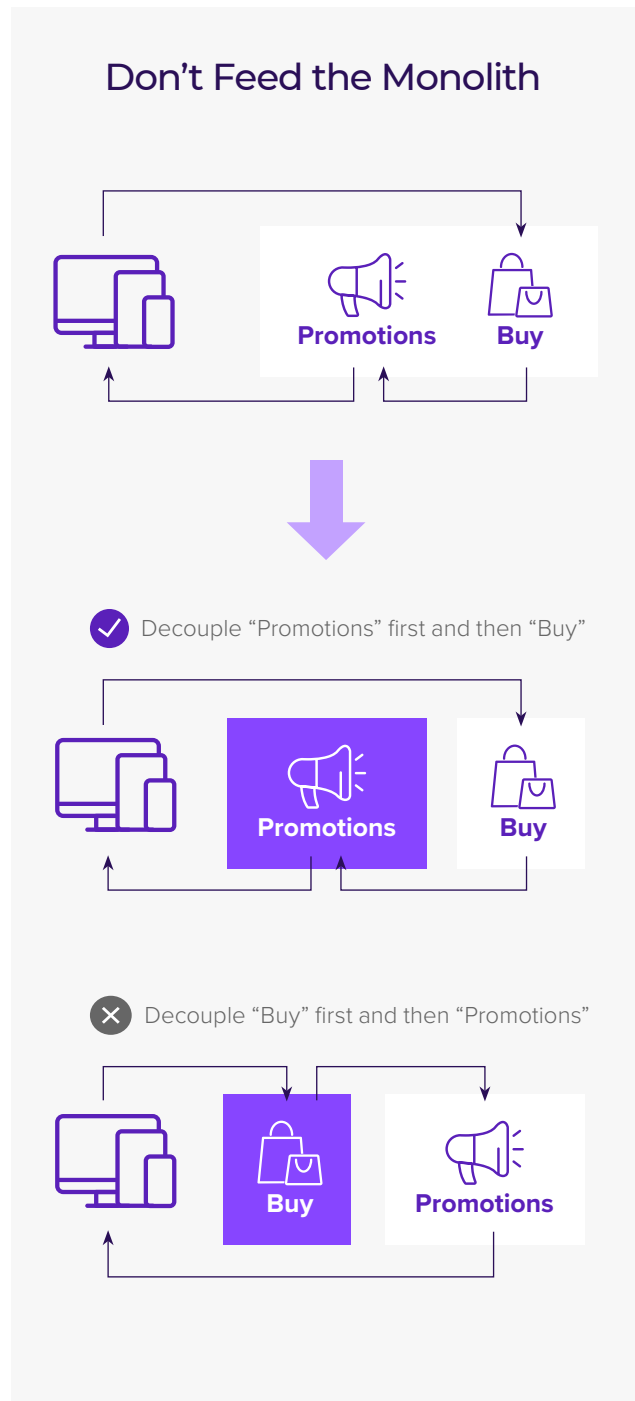 Don’t Feed the Monolith
Promotions
Buy
Decouple “Promotions” first and then “Buy”
Promotions
Buy
Decouple “Buy” first and then “Promotions”
Buy
Promotions